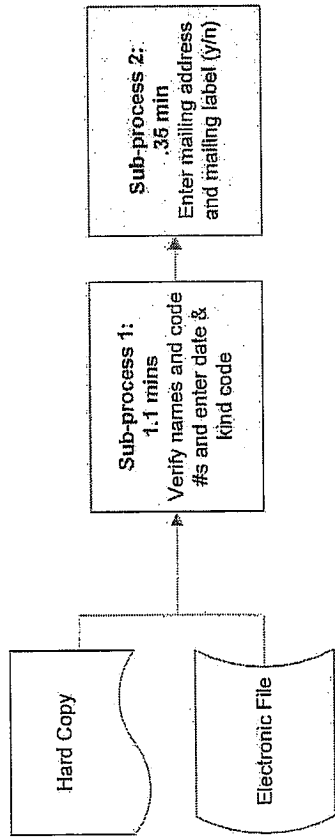 Hard Copy
Electronic File
Sub-process 1:
1.1 mins
Verify names and code
#s and enter date &
kind code
Sub-process 2:
.35 min
Enter mailing address
and mailing label (y/n)